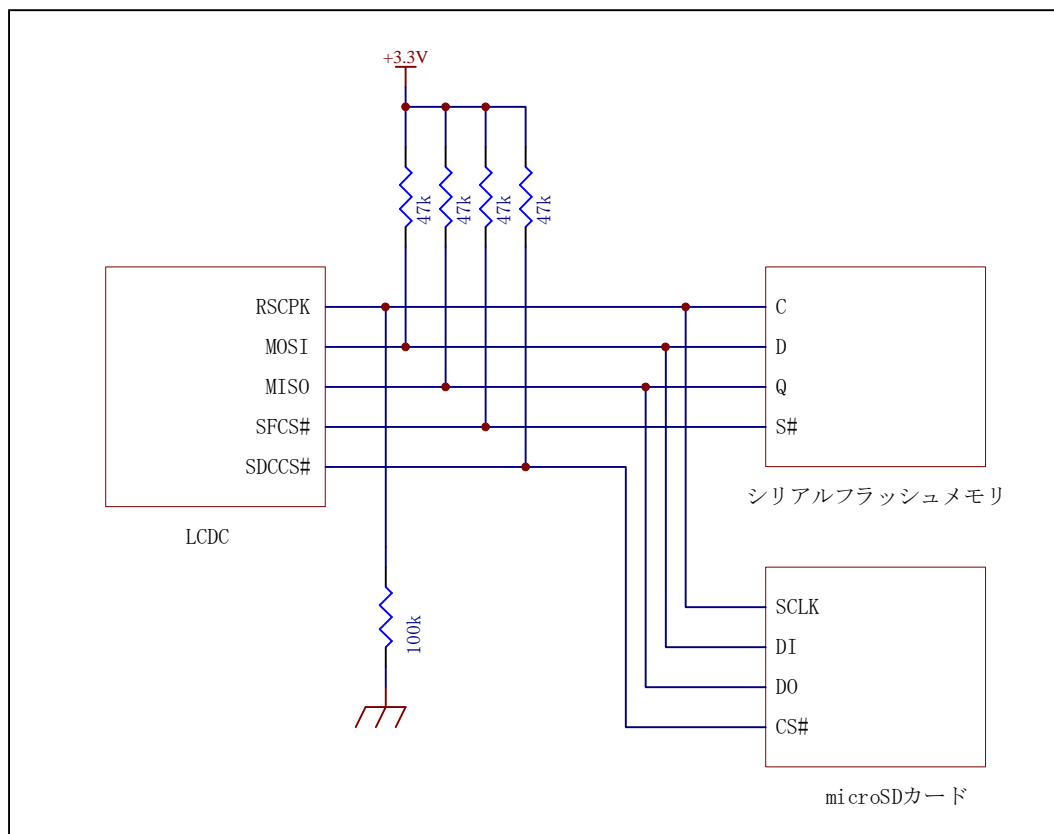 +3.3V
47k
47k
47k
47k
RSCPK
MOSI
MISO
SFCS#
SDCCS#
LCDC
C
D
Q
S#
シリアルフラッシュメモリ
100k
SCLK
DI
DO
CS#
microSDカード